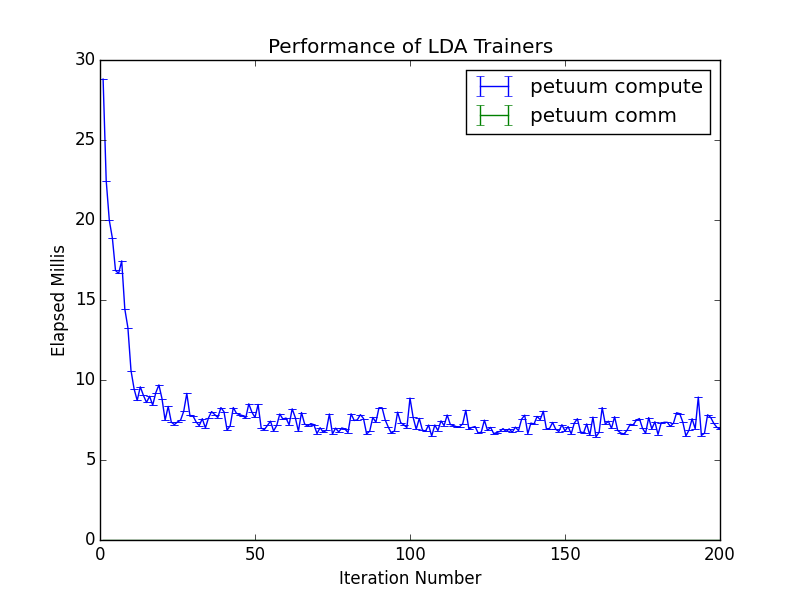 Performance of LDA Trainers
petuum compute
petuum comm
Elapsed Millis
30
25
20
15
10
5
0
0 50 100 150 200
Iteration Number